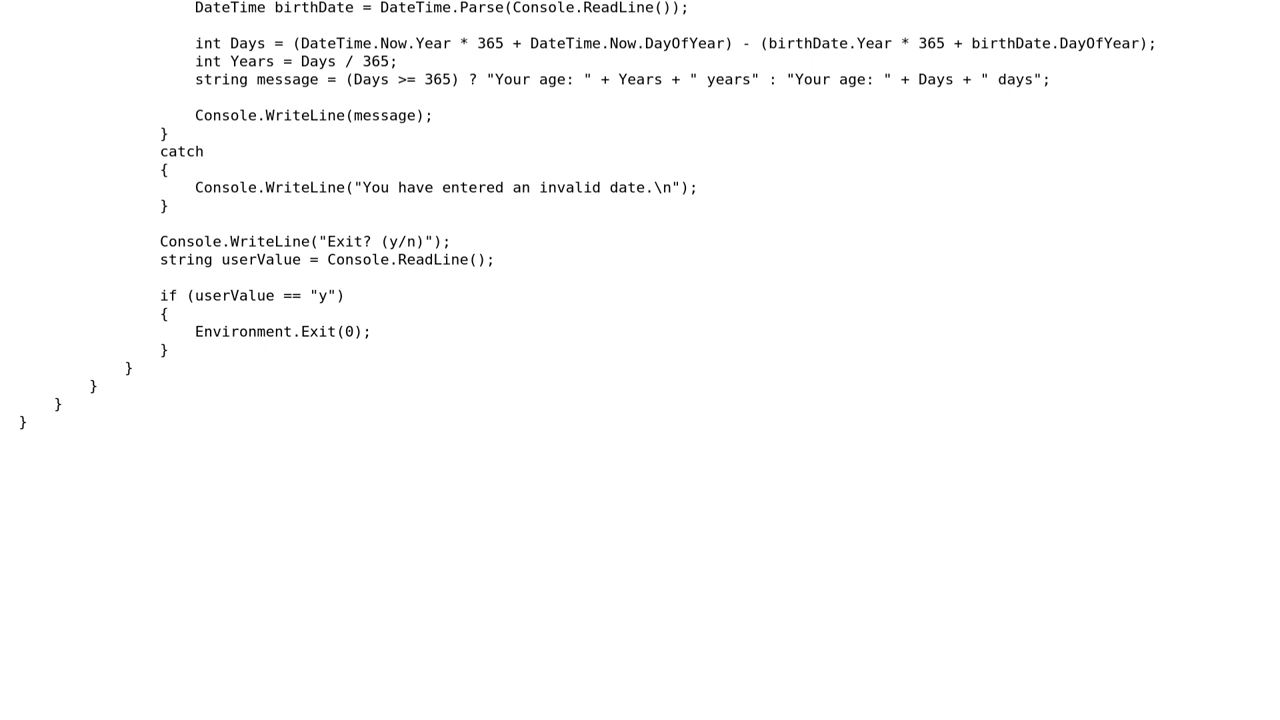 DateTime birthDate = DateTime.Parse(Console.ReadLine());
int Days = (DateTime.Now.Year * 365 + DateTime.Now.DayOfYear) - (birthDate.Year * 365 + birthDate.DayOfYear);
int Years = Days / 365;
string message = (Days >= 365) ? "Your age: " + Years + " years" : "Your age: " + Days + " days";
Console.WriteLine(message);
}
catch
{
Console.WriteLine("You have entered an invalid date.\n");
}
Console.WriteLine("Exit? (y/n)");
string userValue = Console.ReadLine();
if (userValue == "y")
{
Environment.Exit(0);
}
}
}
}
}